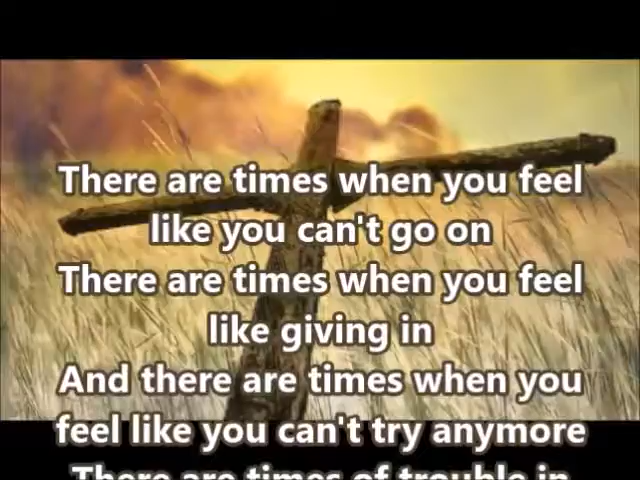 There are times when you feel
like you can't go on
There are times when you feel
like giving in
And there are times when you
feel like you can't try anymore
There are times of trouble in